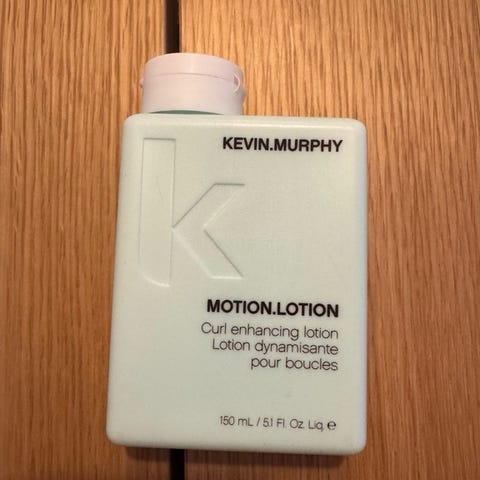 KEVIN.MURPHY
K
MOTION.LOTION
Curl enhancing lotion
Lotion dynamisante
pour boucles
150 mL / 5.1 Fl. Oz. Liq. ℮